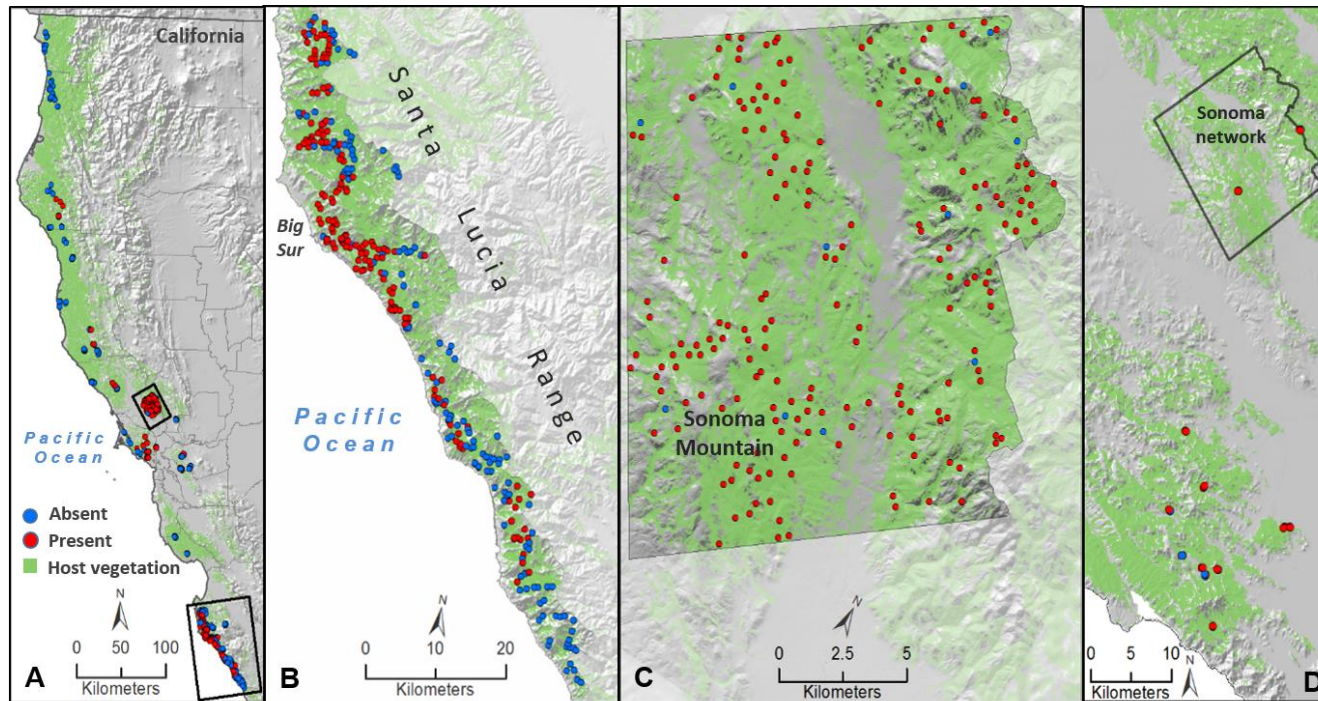 California
Pacific
Ocean
Absent
Present
Host vegetation
N
0 50 100
Kilometers
A
Santa
Lucia
Range
Big
Sur
Pacific
Ocean
N
0 10 20
Kilometers
B
Sonoma
Mountain
N
0 2.5 5
Kilometers
C
Sonoma
network
0 5 10
N
Kilometers
D